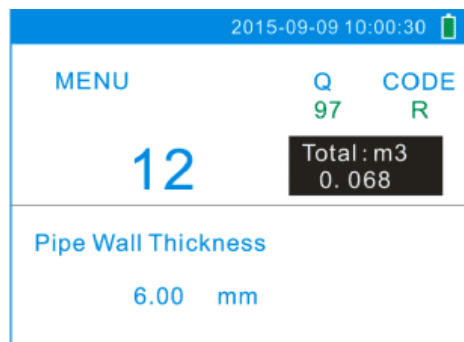 2015-09-09 10:00:30
MENU Q CODE
97 R
12 Total: m3
0.068
Pipe Wall Thickness
6.00 mm